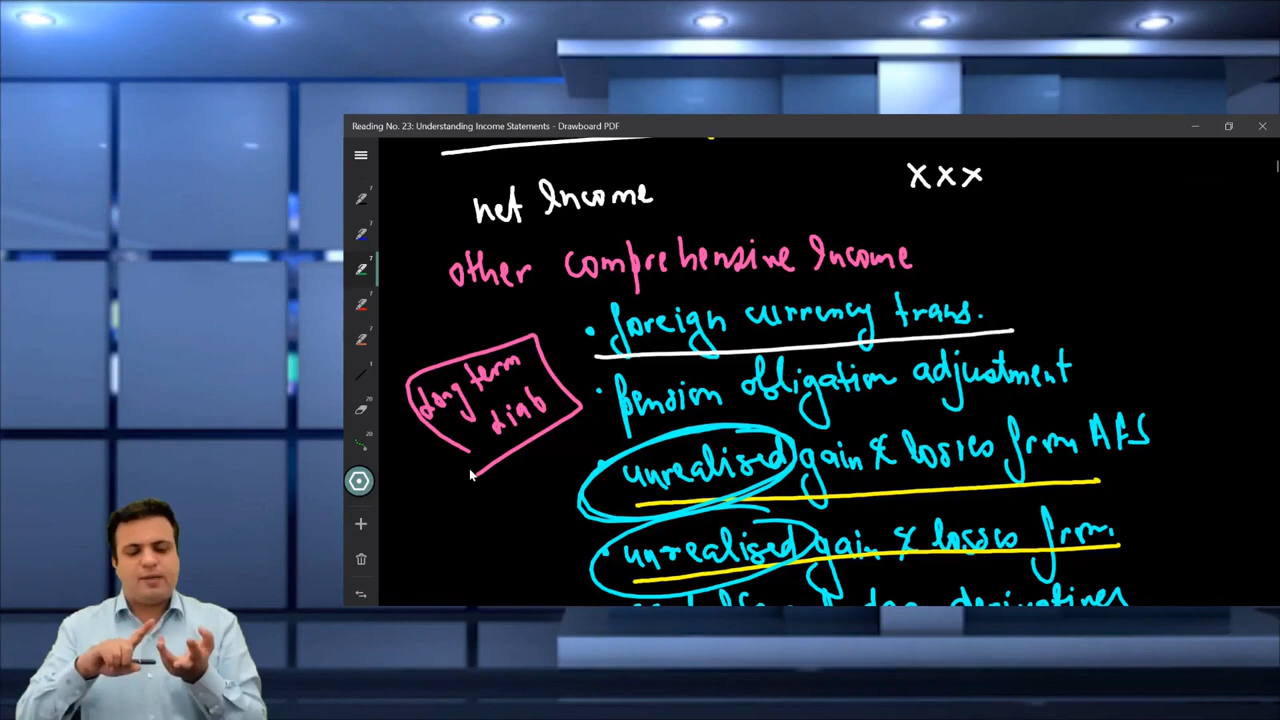 Reading No. 23: Understanding Income Statements - Drawboard PDF
net Income
xxx
other comprehensive Income
• foreign currency trans.
• pension obligation adjustment
long term
liab
• unrealised gain & losses from AFS
• unrealised gain & losses from
derivatives